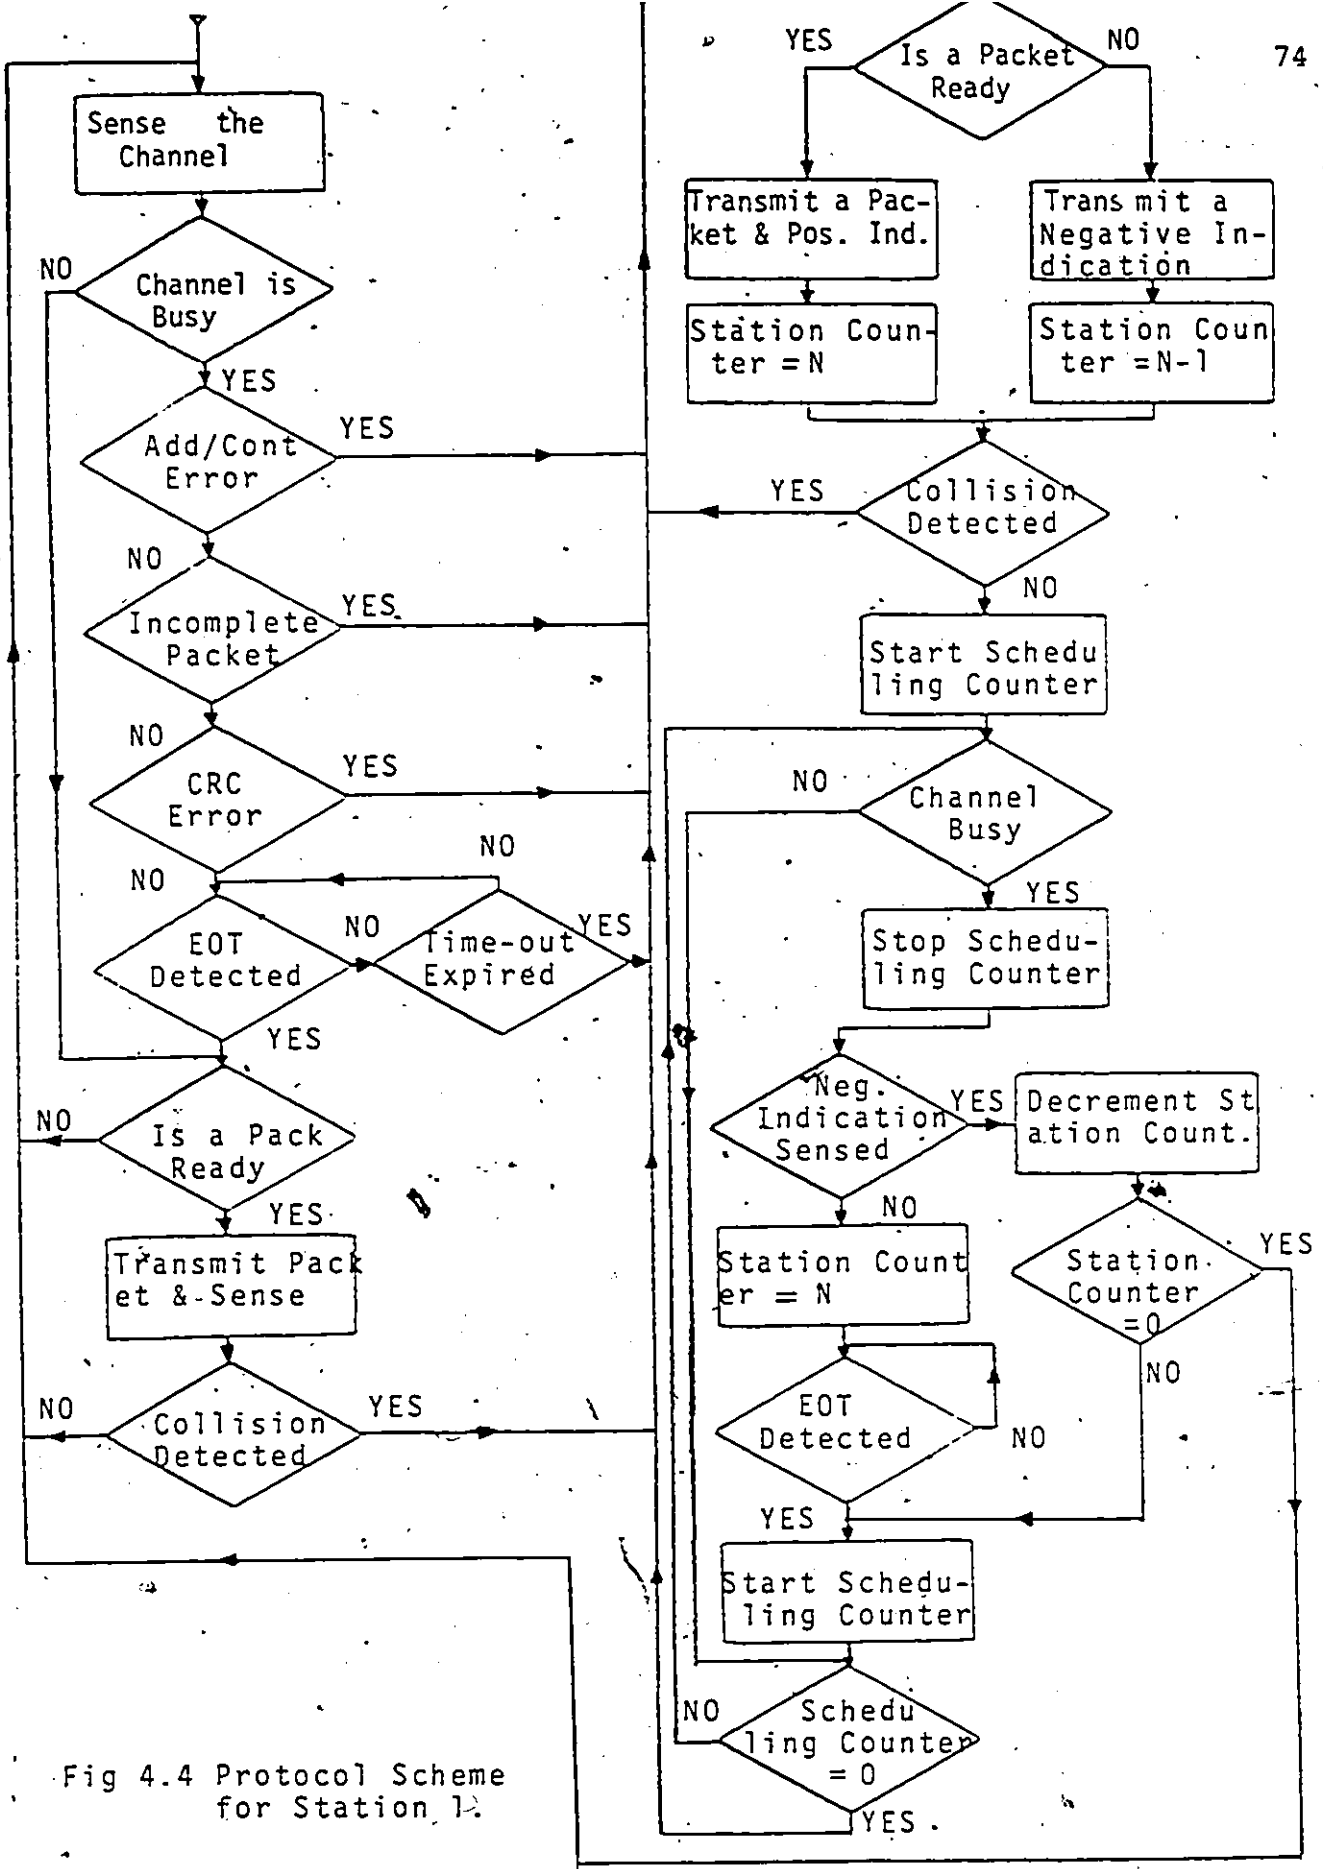 74
Sense the
Channel
NO
Channel is
Busy
YES
Add/Cont
Error
YES
NO
Incomplete
Packet
YES
NO
CRC
Error
YES
NO
NO
EOT
Detected
NO
Time-out
Expired
YES
YES
Is a Pack
Ready
NO
YES
Transmit Pack
et & Sense
Collision
Detected
NO
YES
YES
Is a Packet
Ready
NO
Transmit a Pac-
ket & Pos. Ind.
Transmit a
Negative In-
dication
Station Coun-
ter = N
Station Coun
ter = N-1
YES
Collision
Detected
NO
Start Schedu
ling Counter
NO
Channel
Busy
YES
Stop Schedu-
ling Counter
Neg.
Indication
Sensed
YES
Decrement St
ation Count.
NO
Station Count
er = N
Station
Counter
= 0
YES
NO
EOT
Detected
NO
YES
Start Schedu-
ling Counter
NO
Schedu
ling Counter
= 0
YES
Fig 4.4 Protocol Scheme
for Station 1.